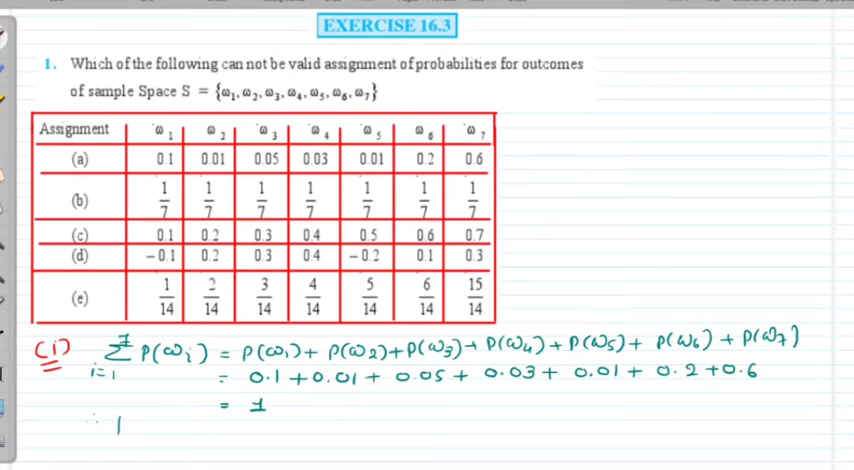 EXERCISE 16.3
1. Which of the following can not be valid assignment of probabilities for outcomes
of sample Space S = {ω1, ω2, ω3, ω4, ω5, ω6, ω7}
Assignment ω1 ω2 ω3 ω4 ω5 ω6 ω7
(a) 0.1 0.01 0.05 0.03 0.01 0.2 0.6
(b) 1/7 1/7 1/7 1/7 1/7 1/7 1/7
(c) 0.1 0.2 0.3 0.4 0.5 0.6 0.7
(d) −0.1 0.2 0.3 0.4 −0.2 0.1 0.3
(e) 1/14 2/14 3/14 4/14 5/14 6/14 15/14
(i) 7 Σ i=1 P(ωi) = P(ω1) + P(ω2) + P(ω3) + P(ω4) + P(ω5) + P(ω6) + P(ω7)
= 0.1 + 0.01 + 0.05 + 0.03 + 0.01 + 0.2 + 0.6
= 1